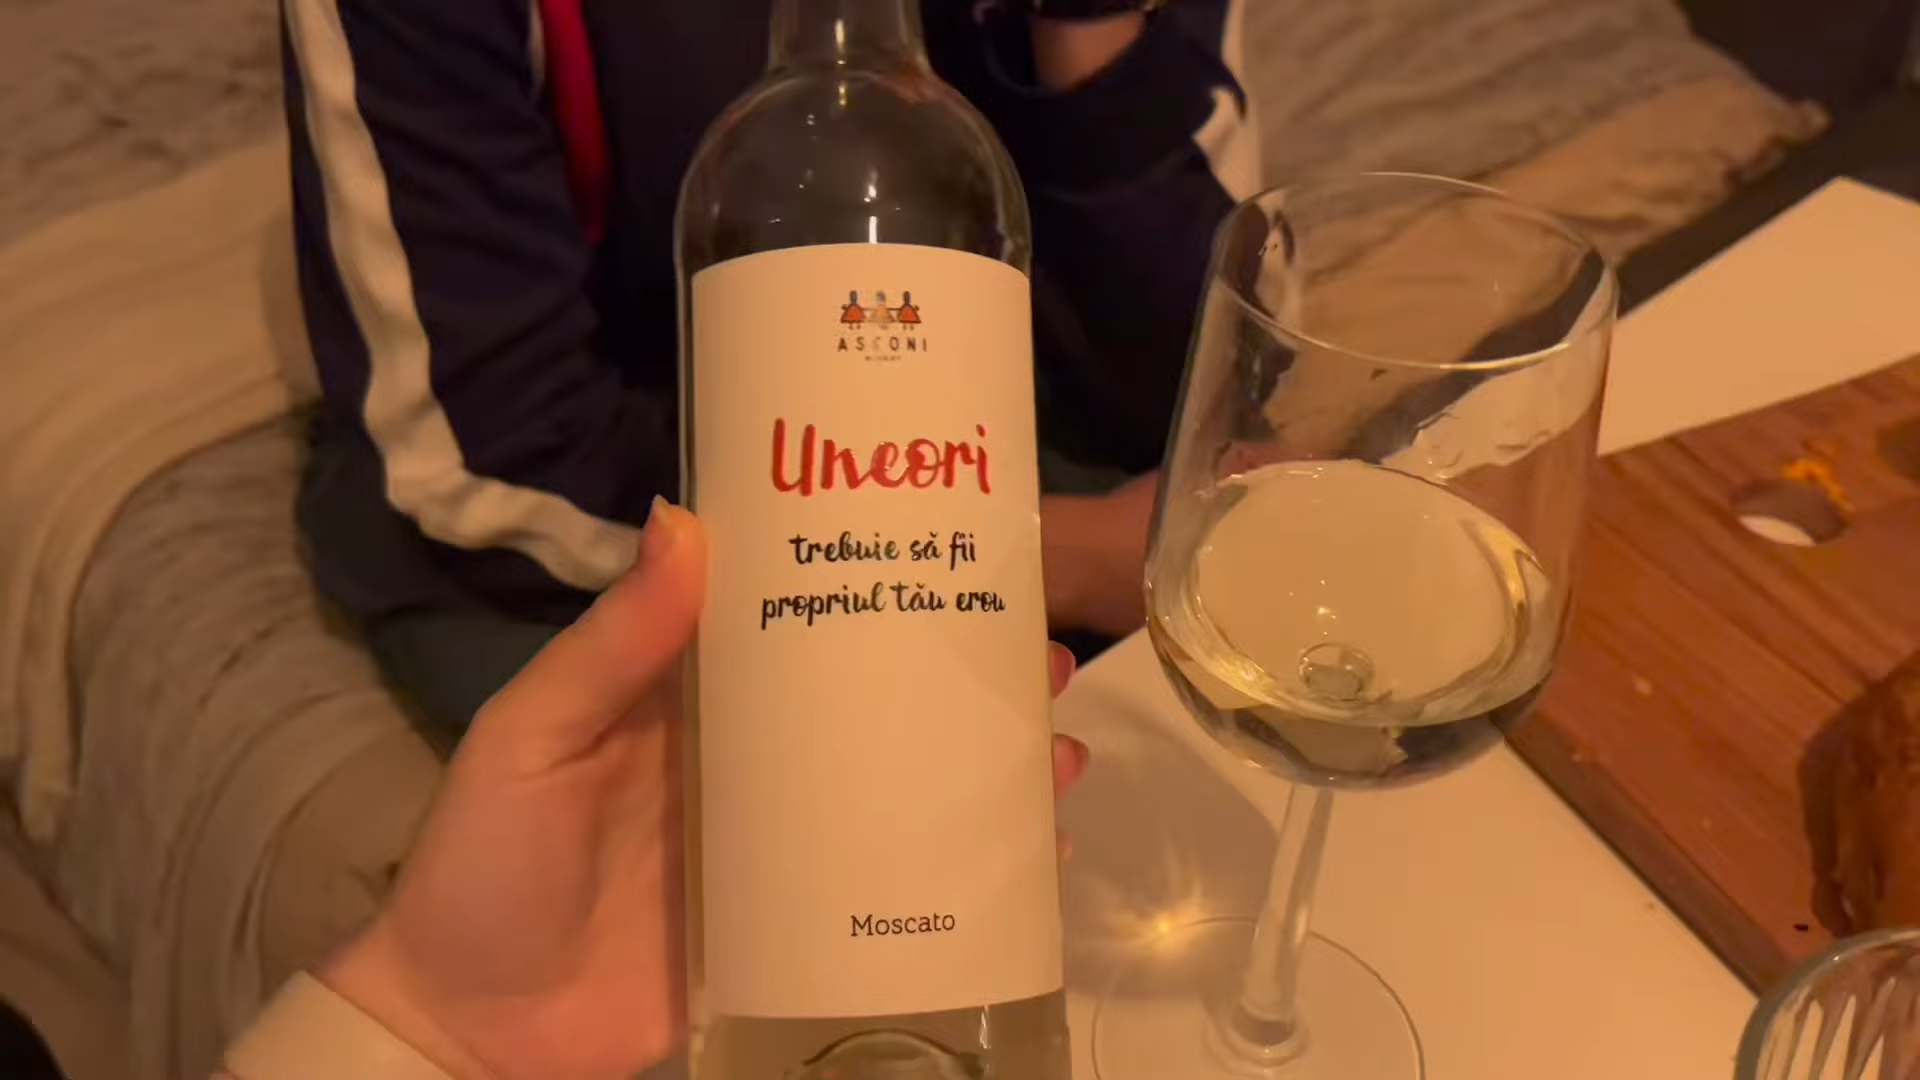 ASCONI
Uneori
trebuie să fii
propriul tău erou
Moscato